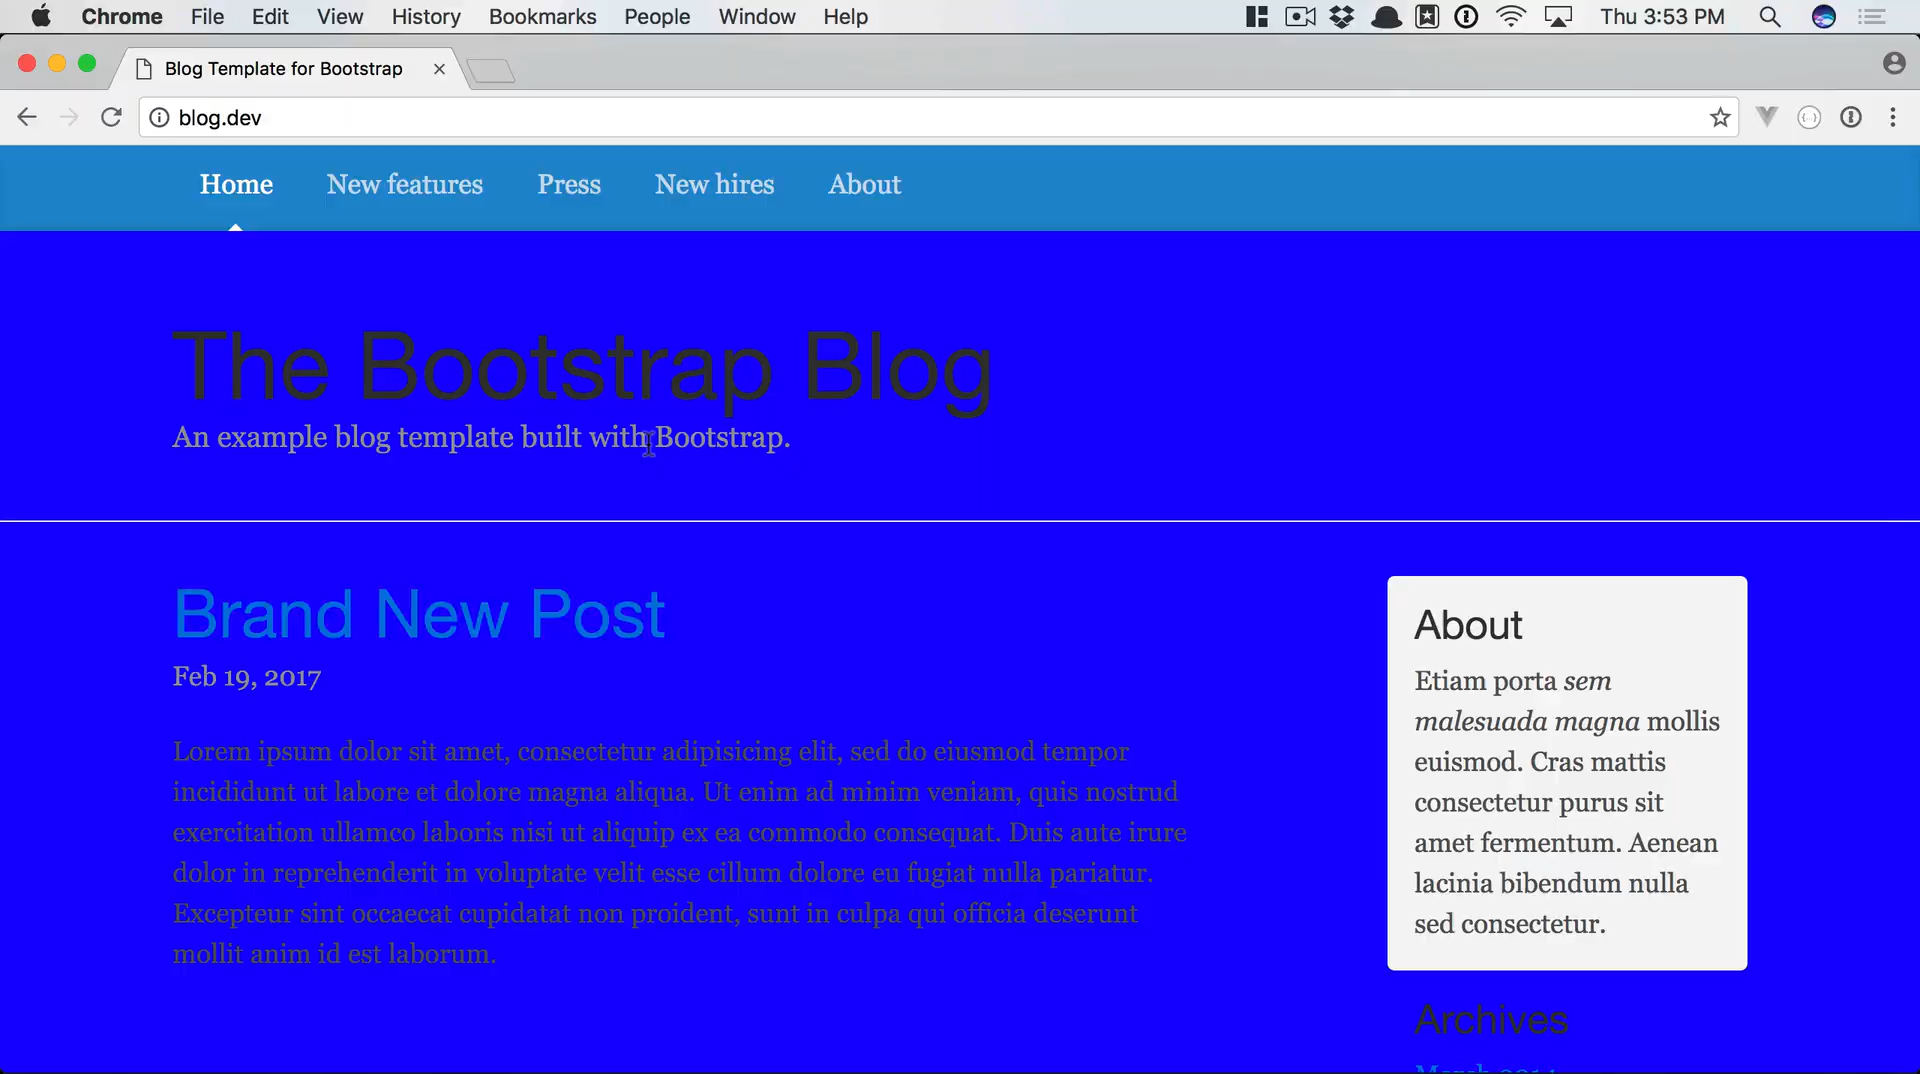 Chrome File Edit View History Bookmarks People Window Help Thu 3:53 PM
Blog Template for Bootstrap
blog.dev
Home New features Press New hires About
The Bootstrap Blog
An example blog template built with Bootstrap.
Brand New Post
Feb 19, 2017
Lorem ipsum dolor sit amet, consectetur adipisicing elit, sed do eiusmod tempor
incididunt ut labore et dolore magna aliqua. Ut enim ad minim veniam, quis nostrud
exercitation ullamco laboris nisi ut aliquip ex ea commodo consequat. Duis aute irure
dolor in reprehenderit in voluptate velit esse cillum dolore eu fugiat nulla pariatur.
Excepteur sint occaecat cupidatat non proident, sunt in culpa qui officia deserunt
mollit anim id est laborum.
About
Etiam porta sem
malesuada magna mollis
euismod. Cras mattis
consectetur purus sit
amet fermentum. Aenean
lacinia bibendum nulla
sed consectetur.
Archives
March 2014